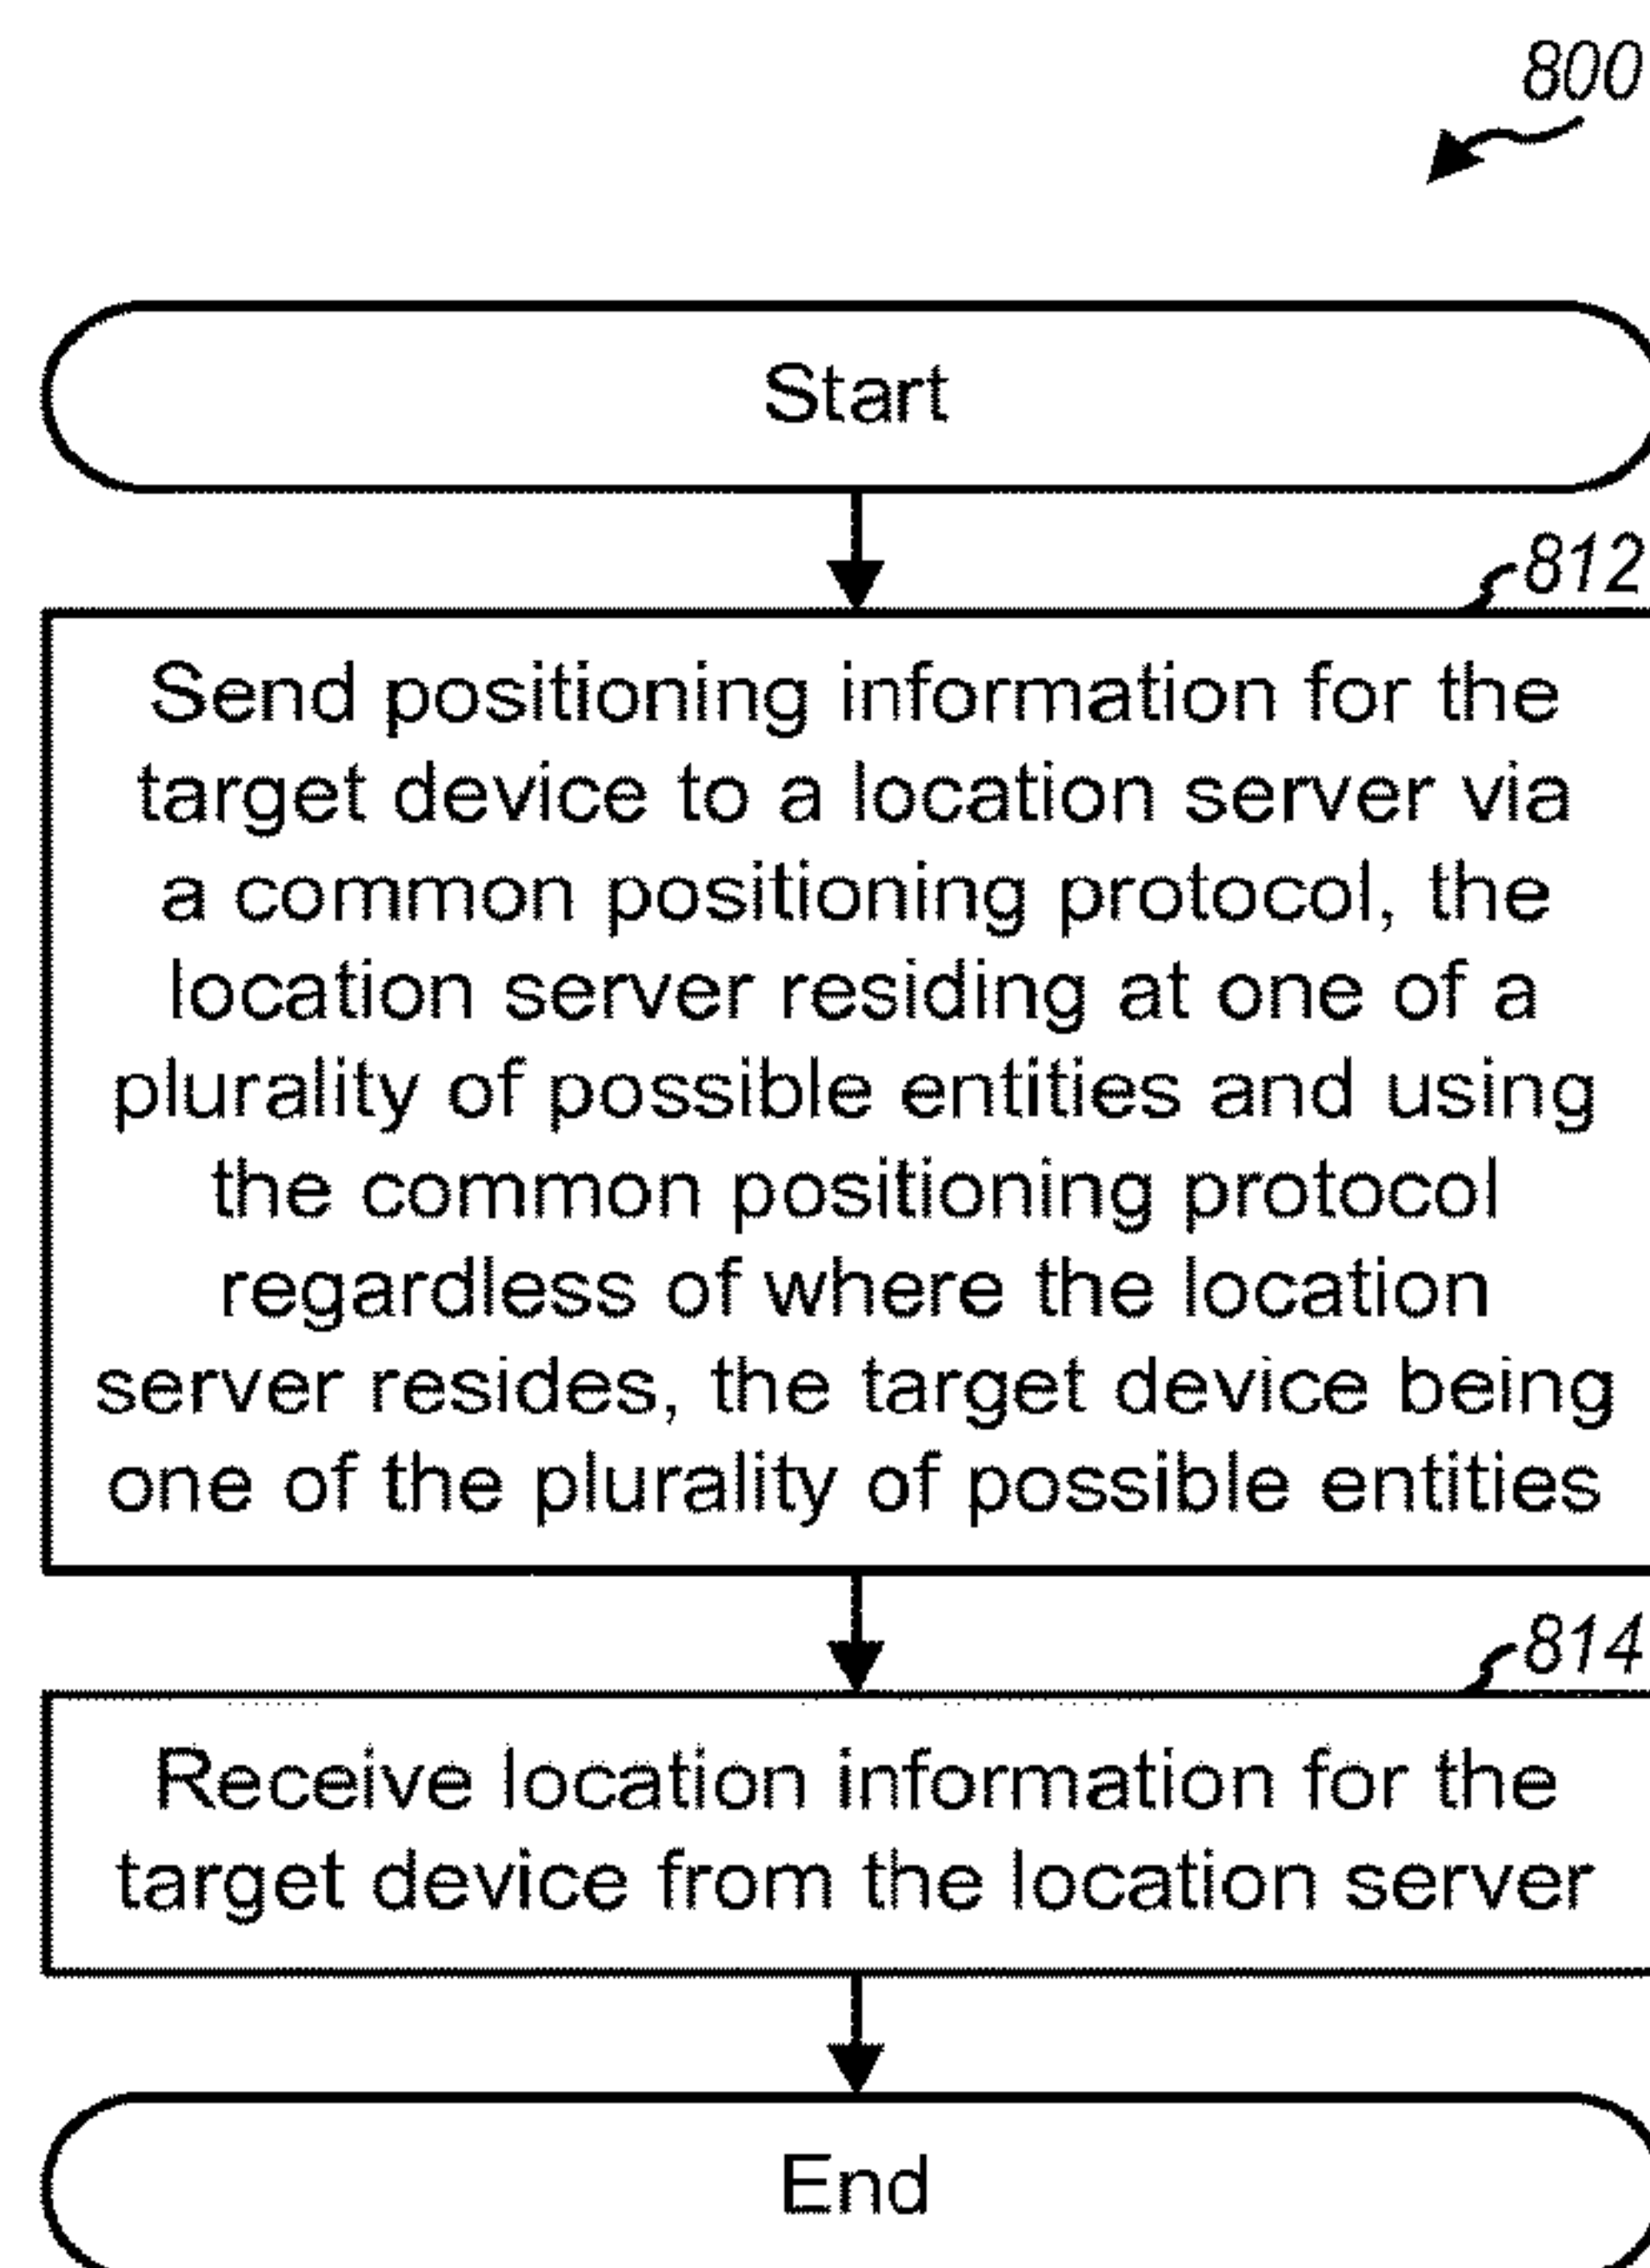 800
Start
812
Send positioning information for the
target device to a location server via
a common positioning protocol, the
location server residing at one of a
plurality of possible entities and using
the common positioning protocol
regardless of where the location
server resides, the target device being
one of the plurality of possible entities
814
Receive location information for the
target device from the location server
End